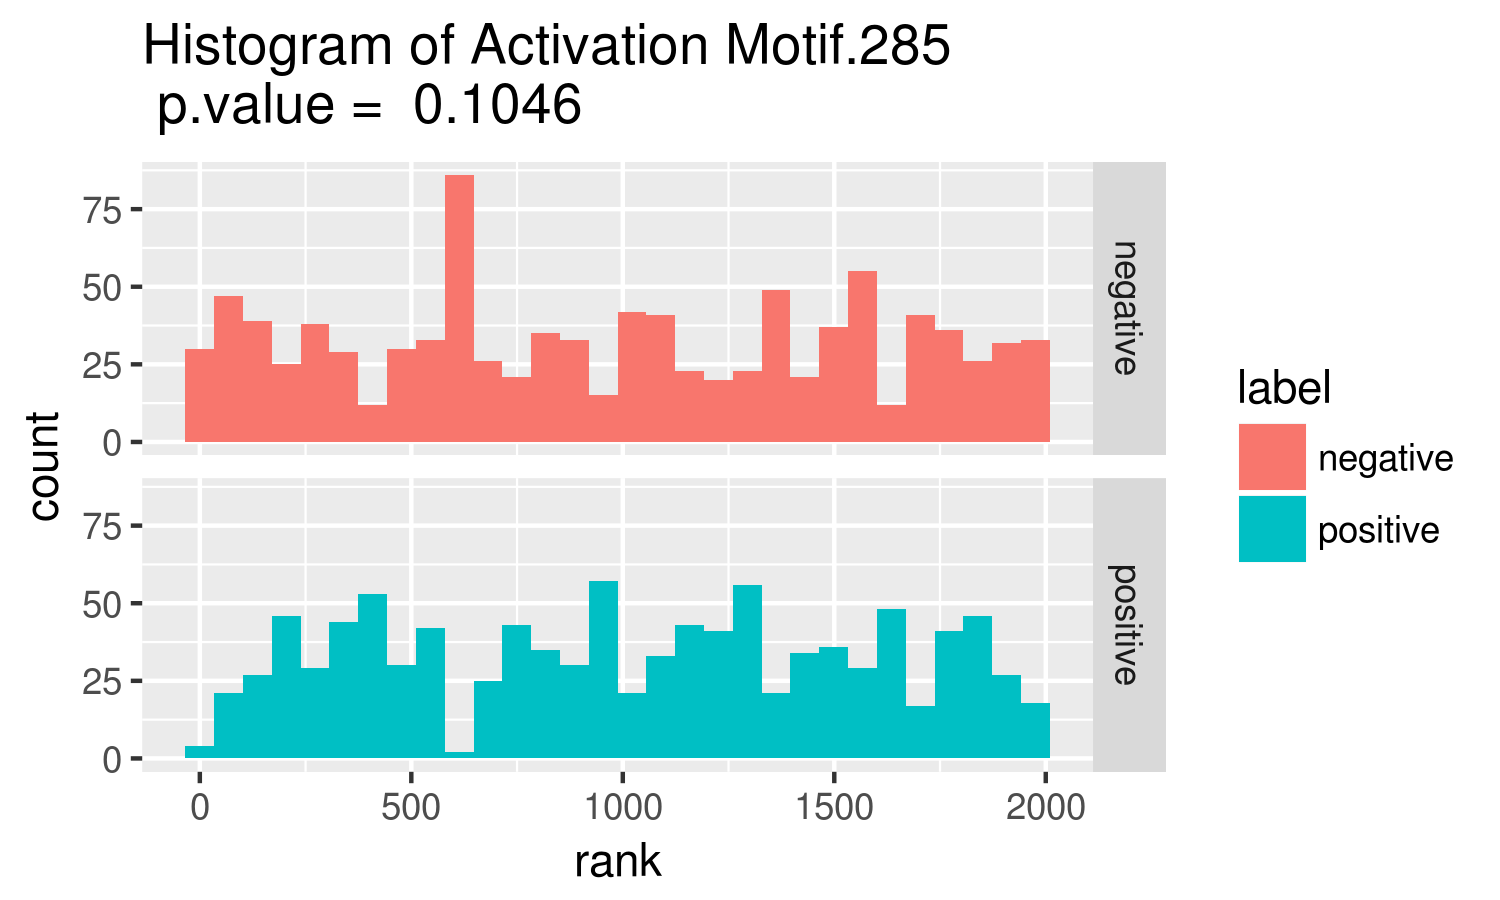 Histogram of Activation Motif.285
p.value =  0.1046
75
50
25
0
negative
count
75
50
25
0
positive
0 500 1000 1500 2000
rank
label
negative
positive